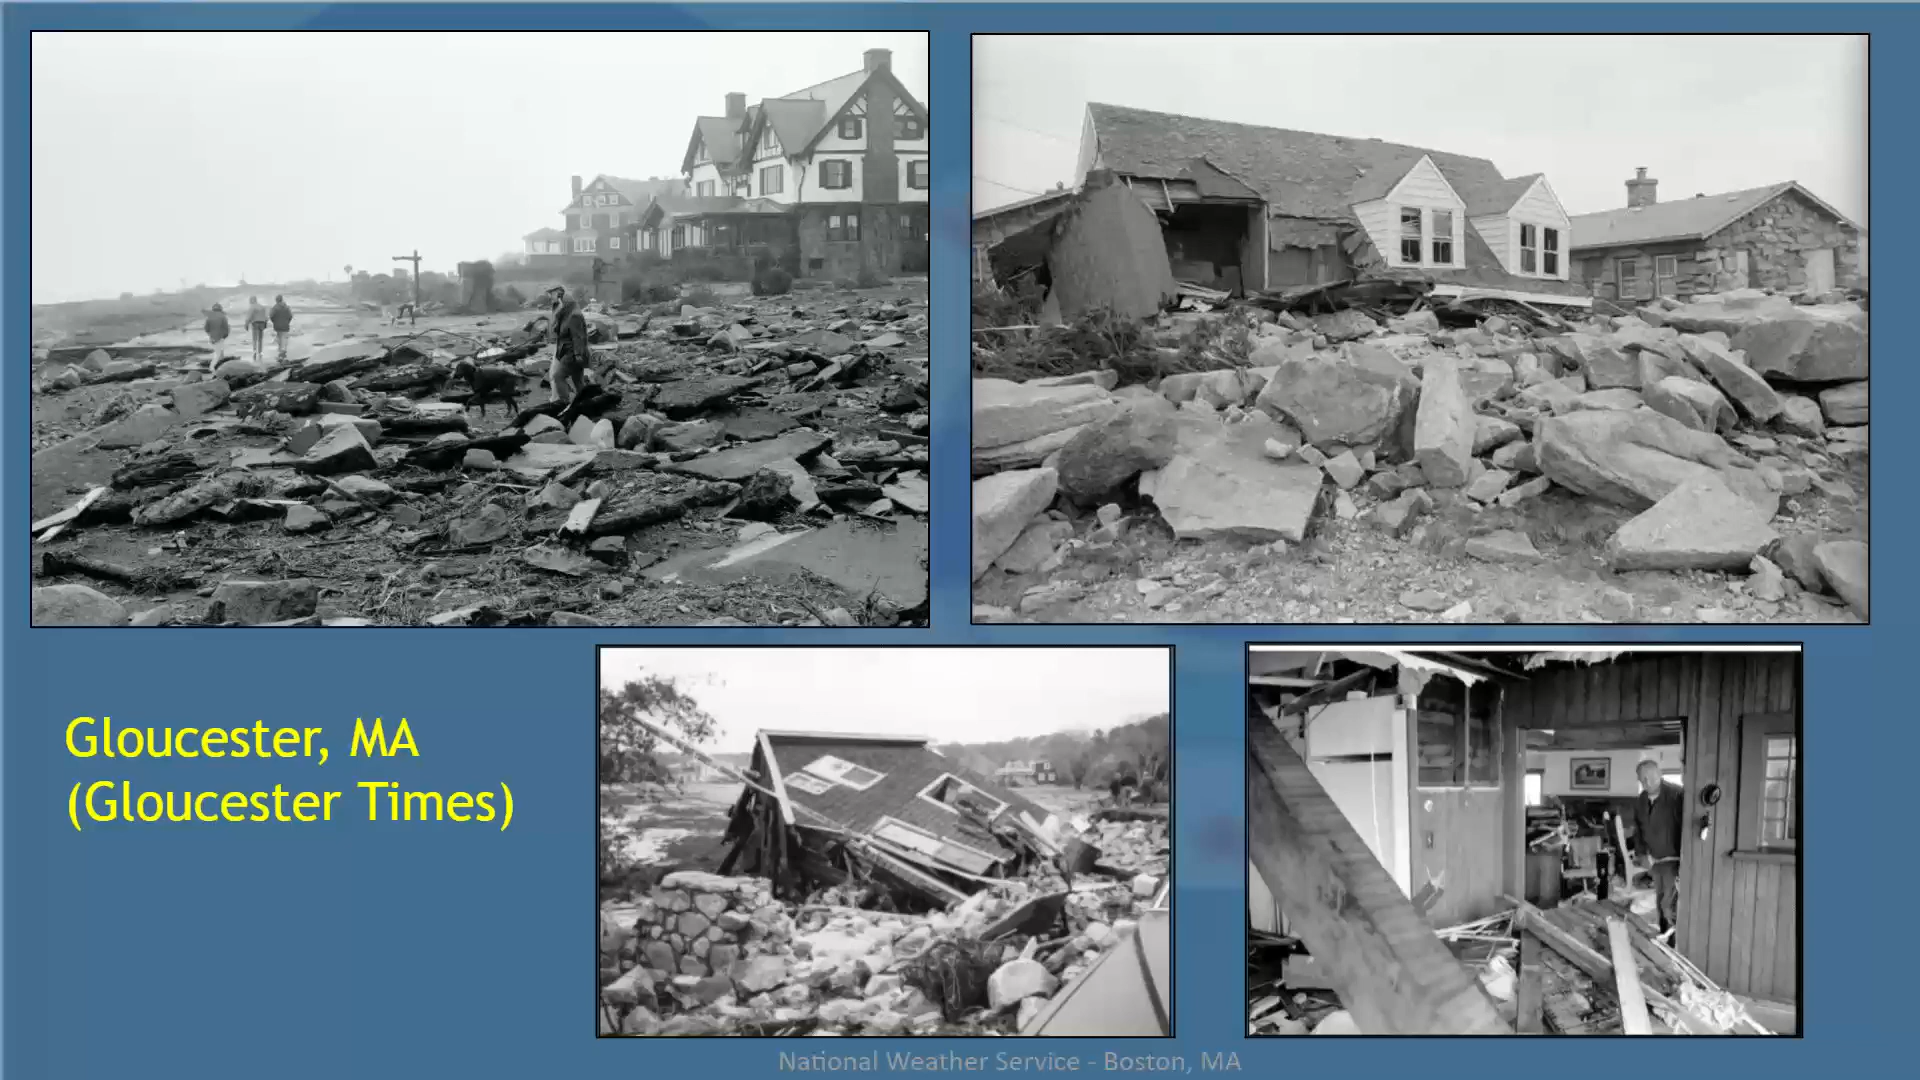 Gloucester, MA
(Gloucester Times)
National Weather Service - Boston, MA